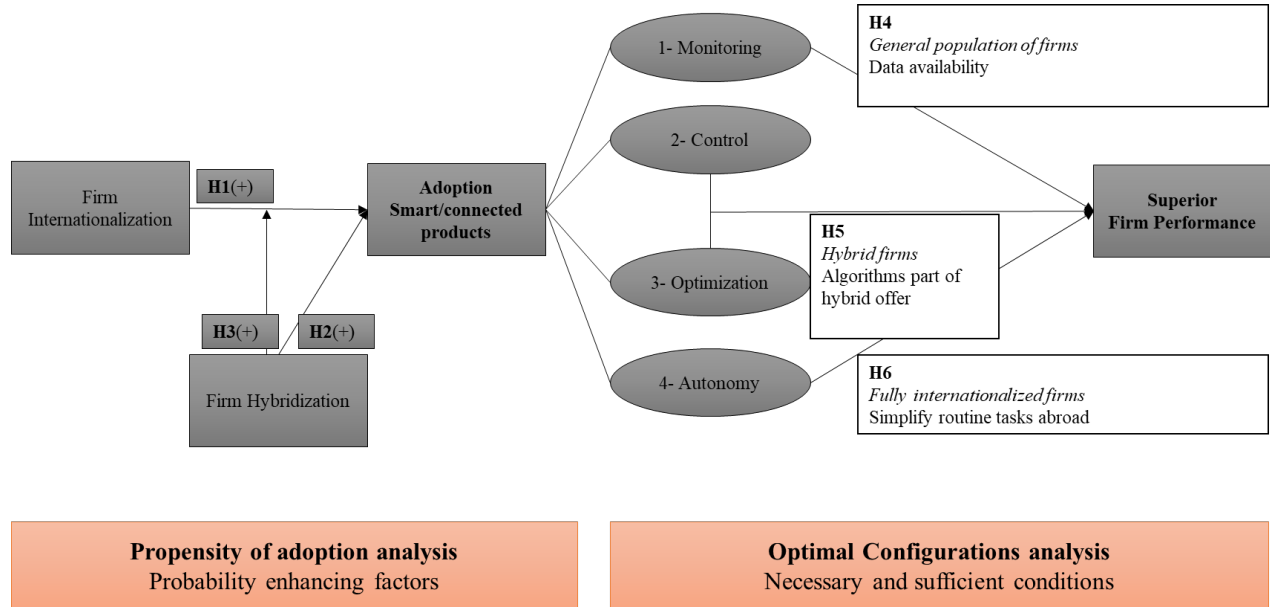 Firm
Internationalization
H1(+)
H3(+)
H2(+)
Firm Hybridization
Adoption
Smart/connected
products
1- Monitoring
2- Control
3- Optimization
4- Autonomy
H4
General population of firms
Data availability
H5
Hybrid firms
Algorithms part of
hybrid offer
H6
Fully internationalized firms
Simplify routine tasks abroad
Superior
Firm Performance
Propensity of adoption analysis
Probability enhancing factors
Optimal Configurations analysis
Necessary and sufficient conditions